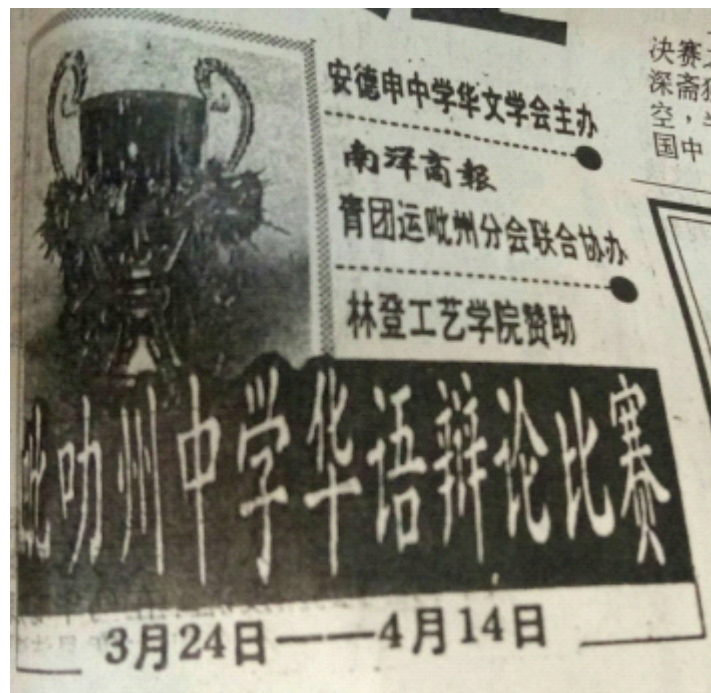 安德申中学华文学会主办
南洋商報
青团运吡州分会联合协办
林登工艺学院赞助
吡叻州中学华语辩论比赛
3月24日——4月14日
决赛
深斋
空，
国中